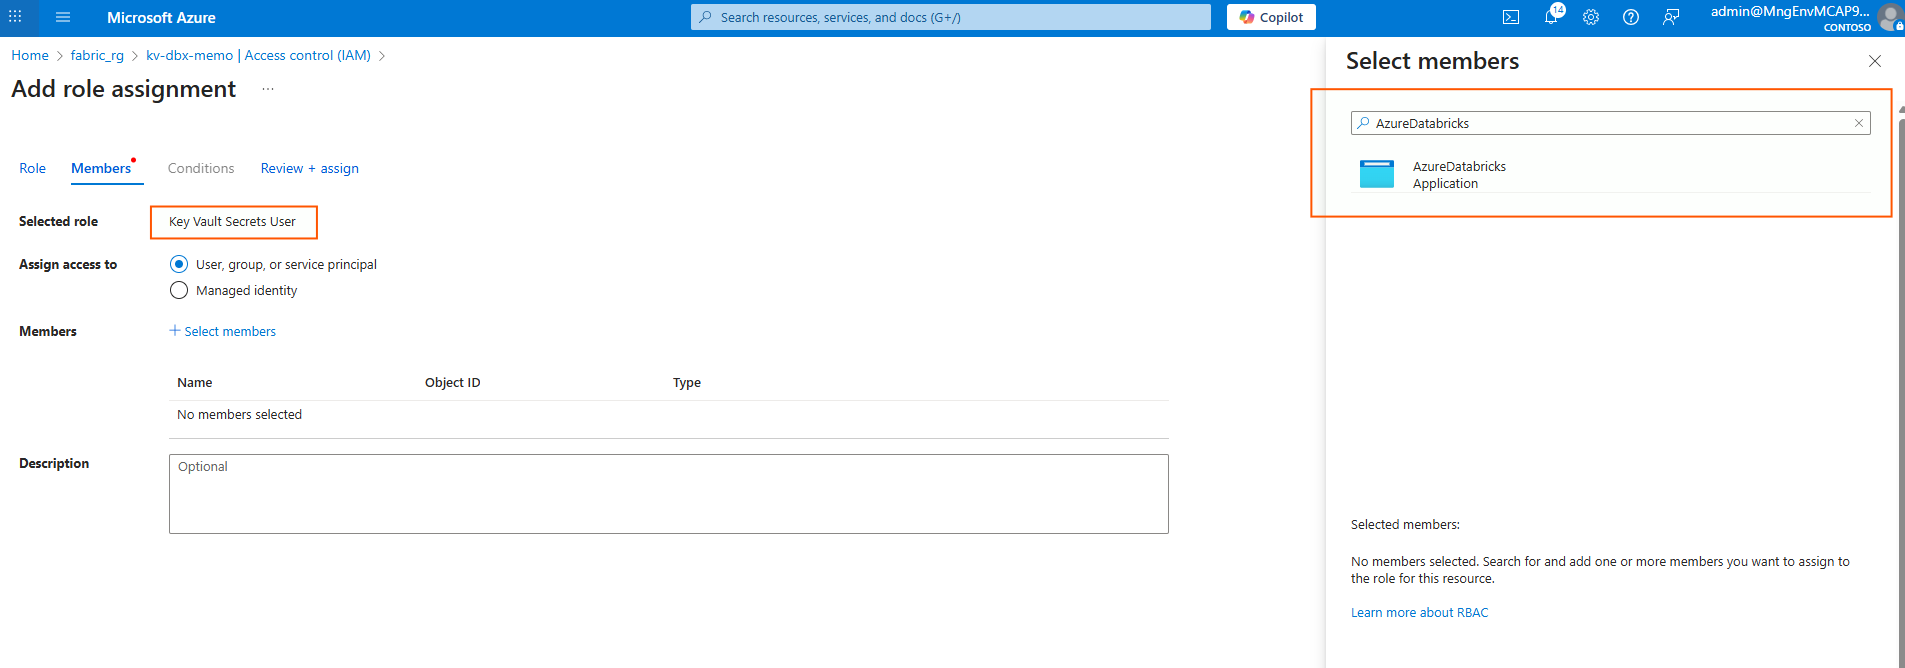 Microsoft Azure
Search resources, services, and docs (G+/)
Copilot
14
admin@MngEnvMCAP9...
CONTOSO
Home > fabric_rg > kv-dbx-memo | Access control (IAM) >
Add role assignment ...
Role Members Conditions Review + assign
Selected role Key Vault Secrets User
Assign access to User, group, or service principal
Managed identity
Members + Select members
Name Object ID Type
No members selected
Description Optional
Select members
AzureDatabricks
AzureDatabricks
Application
Selected members:
No members selected. Search for and add one or more members you want to assign to
the role for this resource.
Learn more about RBAC